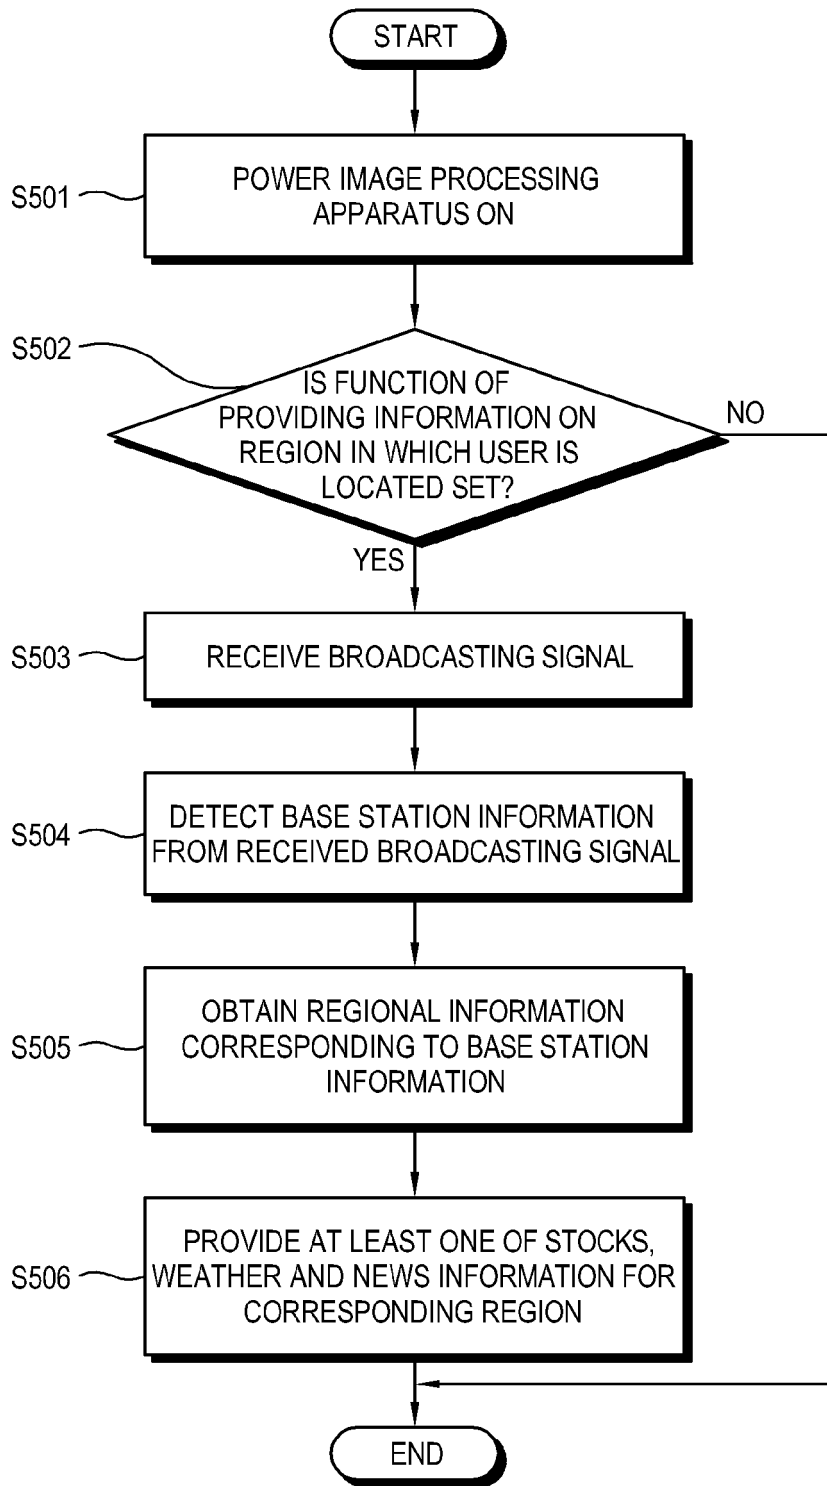 START
S501
POWER IMAGE PROCESSING
APPARATUS ON
S502
IS FUNCTION OF
PROVIDING INFORMATION ON
REGION IN WHICH USER IS
LOCATED SET?
NO
YES
S503
RECEIVE BROADCASTING SIGNAL
S504
DETECT BASE STATION INFORMATION
FROM RECEIVED BROADCASTING SIGNAL
S505
OBTAIN REGIONAL INFORMATION
CORRESPONDING TO BASE STATION
INFORMATION
S506
PROVIDE AT LEAST ONE OF STOCKS,
WEATHER AND NEWS INFORMATION FOR
CORRESPONDING REGION
END